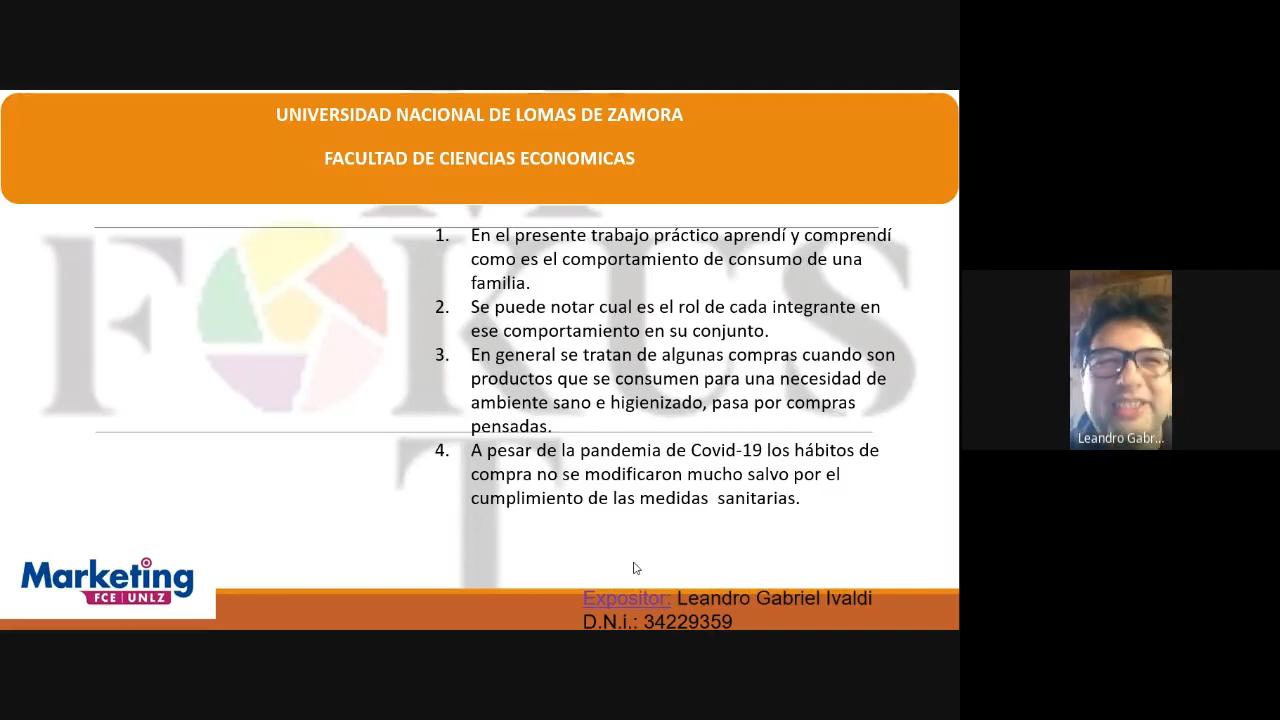 UNIVERSIDAD NACIONAL DE LOMAS DE ZAMORA
FACULTAD DE CIENCIAS ECONOMICAS
1. En el presente trabajo práctico aprendí y comprendí
como es el comportamiento de consumo de una
familia.
2. Se puede notar cual es el rol de cada integrante en
ese comportamiento en su conjunto.
3. En general se tratan de algunas compras cuando son
productos que se consumen para una necesidad de
ambiente sano e higienizado, pasa por compras
pensadas.
4. A pesar de la pandemia de Covid-19 los hábitos de
compra no se modificaron mucho salvo por el
cumplimiento de las medidas sanitarias.
Marketing
FCE | UNLZ
Expositor: Leandro Gabriel Ivaldi
D.N.i.: 34229359
Leandro Gabr...